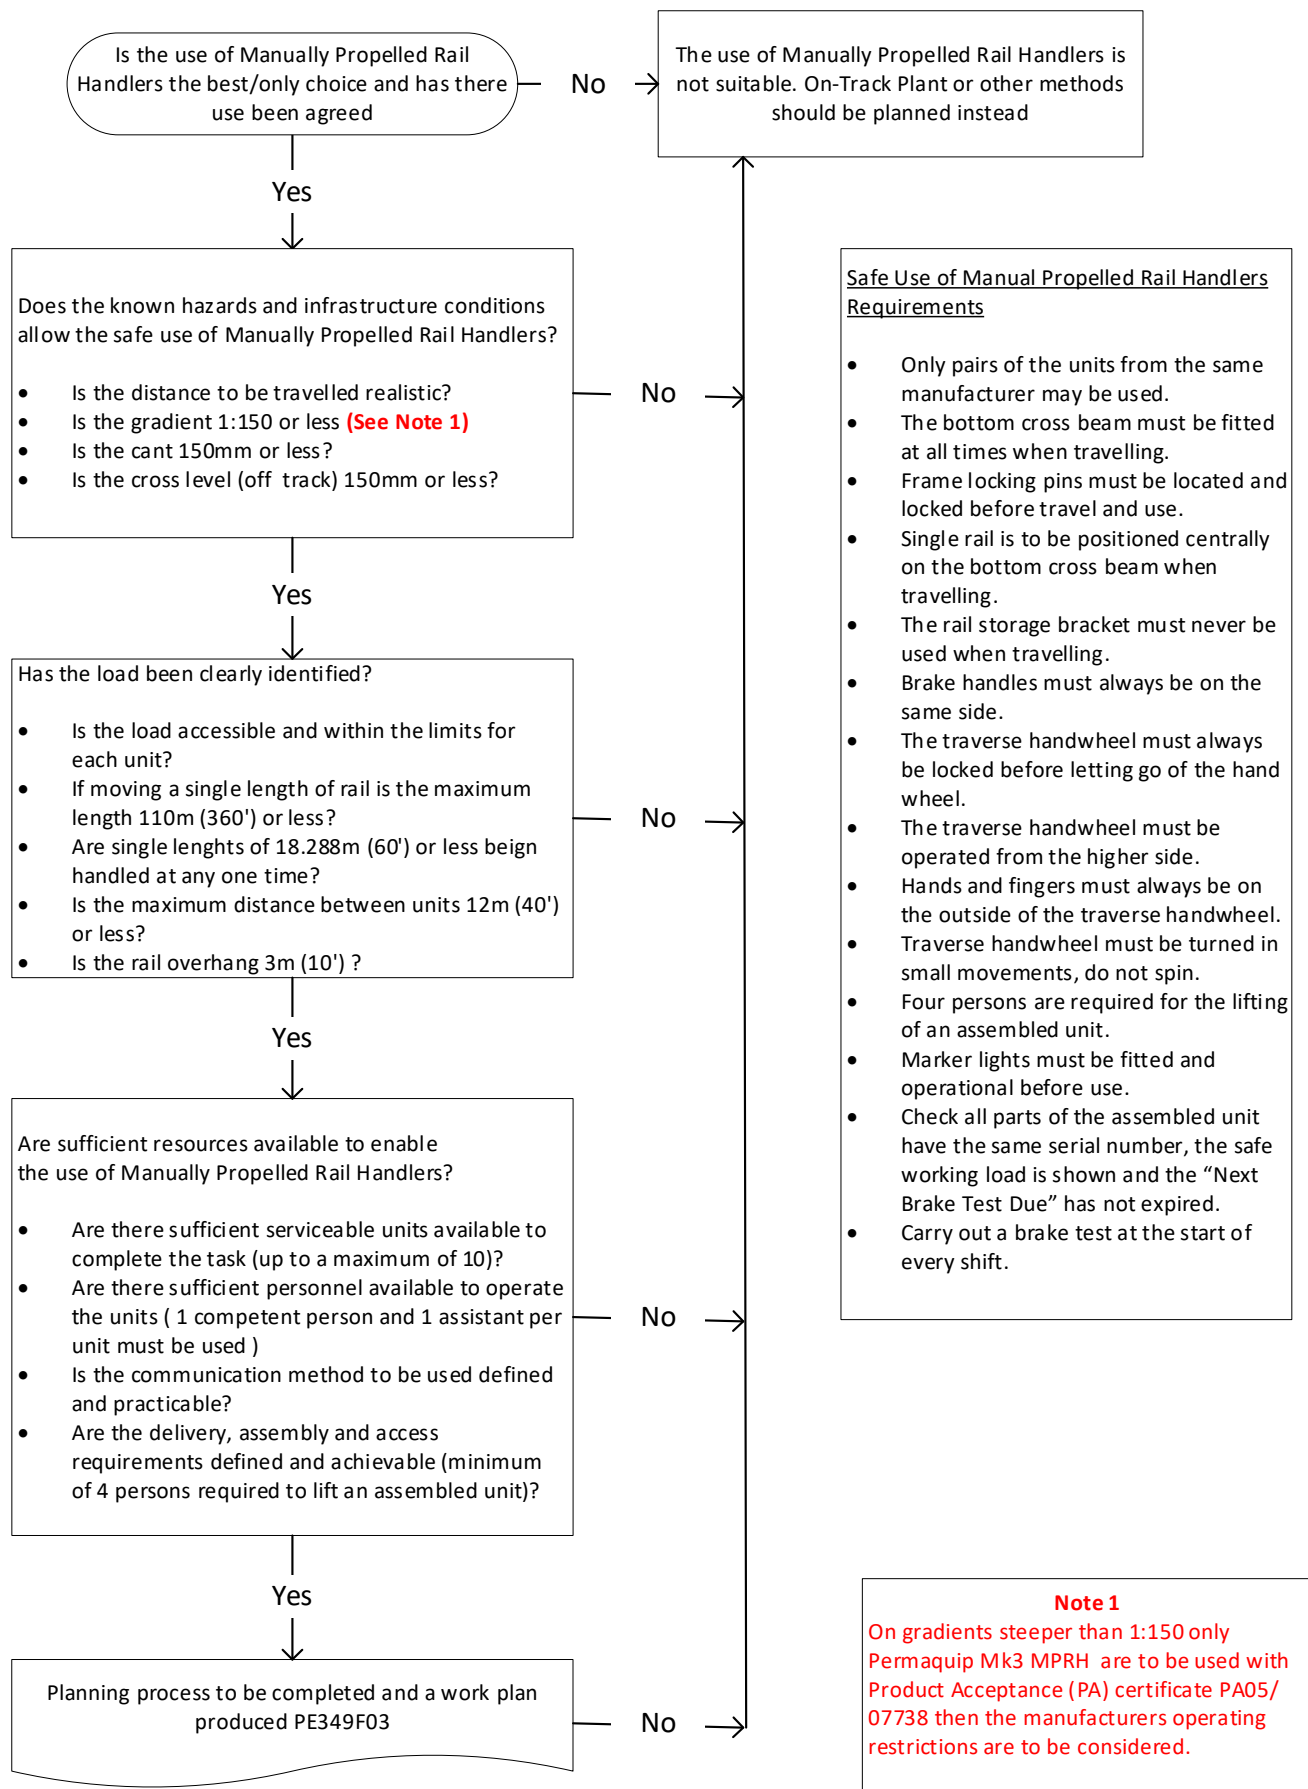 Is the use of Manually Propelled Rail
Handlers the best/only choice and has there
use been agreed
No
The use of Manually Propelled Rail Handlers is
not suitable. On-Track Plant or other methods
should be planned instead
Yes
Does the known hazards and infrastructure conditions
allow the safe use of Manually Propelled Rail Handlers?
• Is the distance to be travelled realistic?
• Is the gradient 1:150 or less (See Note 1)
• Is the cant 150mm or less?
• Is the cross level (off track) 150mm or less?
No
Yes
Has the load been clearly identified?
• Is the load accessible and within the limits for
each unit?
• If moving a single length of rail is the maximum
length 110m (360') or less?
• Are single lenghts of 18.288m (60') or less beign
handled at any one time?
• Is the maximum distance between units 12m (40')
or less?
• Is the rail overhang 3m (10') ?
No
Yes
Are sufficient resources available to enable
the use of Manually Propelled Rail Handlers?
• Are there sufficient serviceable units available to
complete the task (up to a maximum of 10)?
• Are there sufficient personnel available to operate
the units ( 1 competent person and 1 assistant per
unit must be used )
• Is the communication method to be used defined
and practicable?
• Are the delivery, assembly and access
requirements defined and achievable (minimum
of 4 persons required to lift an assembled unit)?
No
Yes
Planning process to be completed and a work plan
produced PE349F03
No
Safe Use of Manual Propelled Rail Handlers
Requirements
• Only pairs of the units from the same
manufacturer may be used.
• The bottom cross beam must be fitted
at all times when travelling.
• Frame locking pins must be located and
locked before travel and use.
• Single rail is to be positioned centrally
on the bottom cross beam when
travelling.
• The rail storage bracket must never be
used when travelling.
• Brake handles must always be on the
same side.
• The traverse handwheel must always
be locked before letting go of the hand
wheel.
• The traverse handwheel must be
operated from the higher side.
• Hands and fingers must always be on
the outside of the traverse handwheel.
• Traverse handwheel must be turned in
small movements, do not spin.
• Four persons are required for the lifting
of an assembled unit.
• Marker lights must be fitted and
operational before use.
• Check all parts of the assembled unit
have the same serial number, the safe
working load is shown and the “Next
Brake Test Due” has not expired.
• Carry out a brake test at the start of
every shift.
Note 1
On gradients steeper than 1:150 only
Permaquip Mk3 MPRH are to be used with
Product Acceptance (PA) certificate PA05/
07738 then the manufacturers operating
restrictions are to be considered.